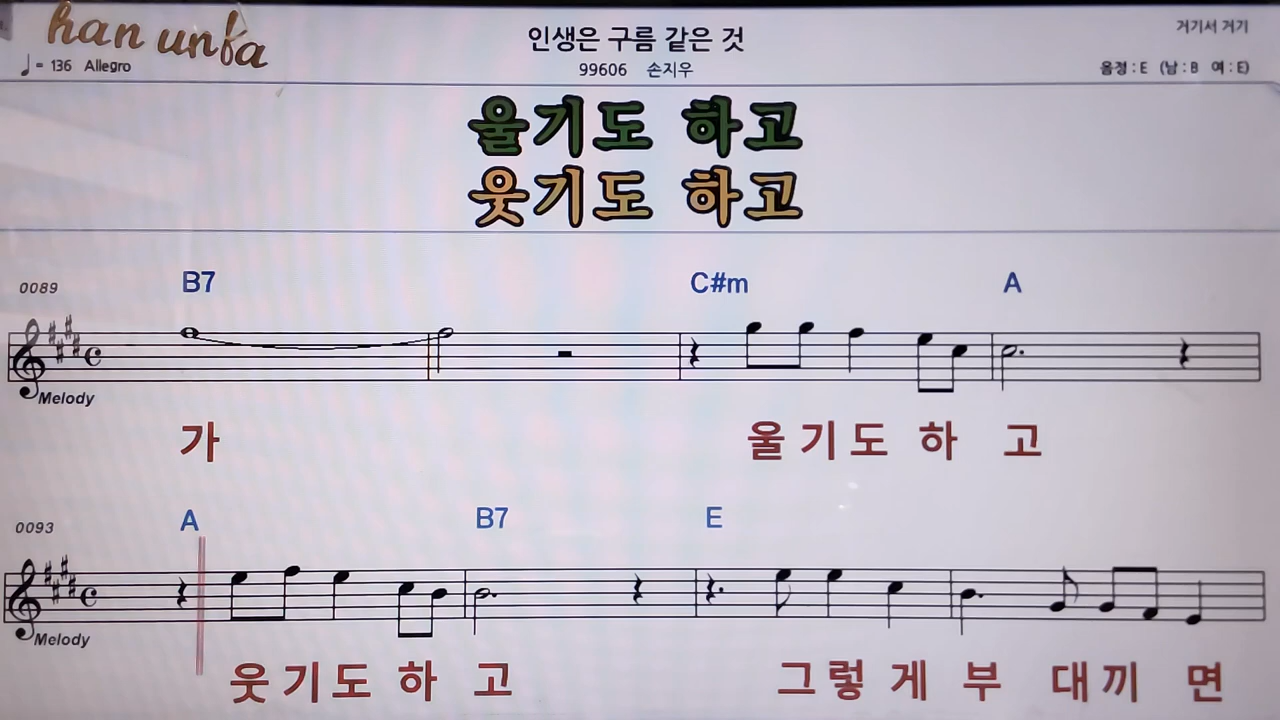 han unfa
인생은 구름 같은 것
거기서 거기
♩= 136 Allegro
99606 손지우
음정 : E (남 : B 여 : E)
울기도 하고
웃기도 하고
0089 B7 C#m A
Melody
가 울 기 도 하 고
0093 A B7 E
Melody
웃 기 도 하 고 그 렇 게 부 대 끼 면